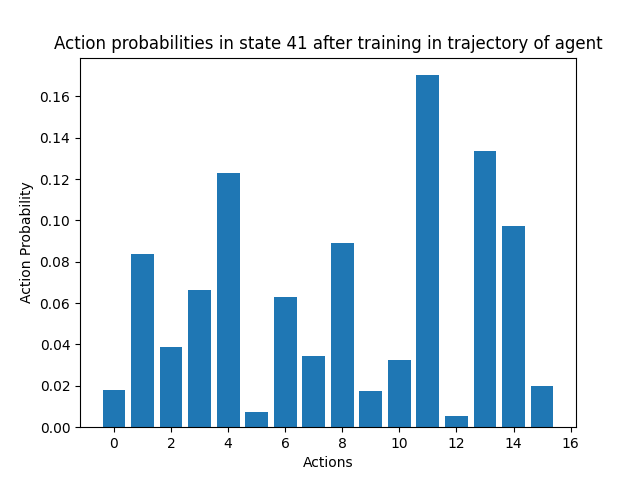 Action probabilities in state 41 after training in trajectory of agent
Action Probability
0.16
0.14
0.12
0.10
0.08
0.06
0.04
0.02
0.00
0 2 4 6 8 10 12 14 16
Actions